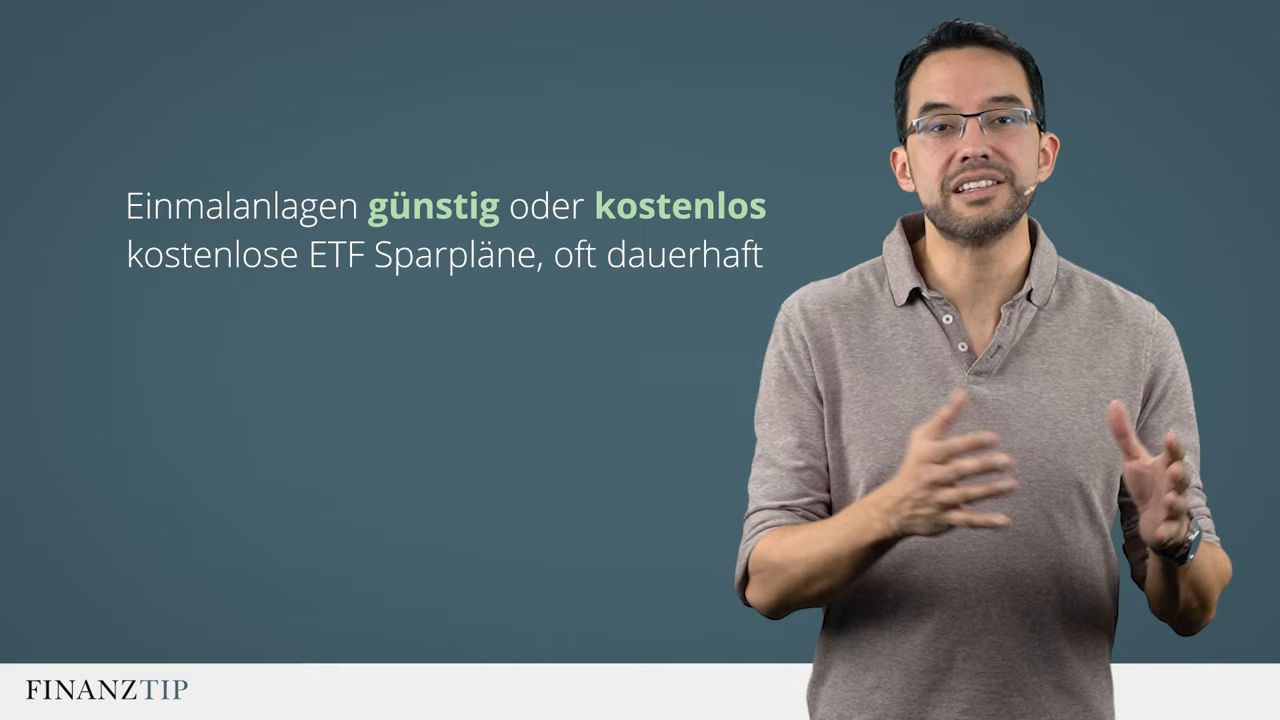 Einmalanlagen günstig oder kostenlos
kostenlose ETF Sparpläne, oft dauerhaft
FINANZTIP